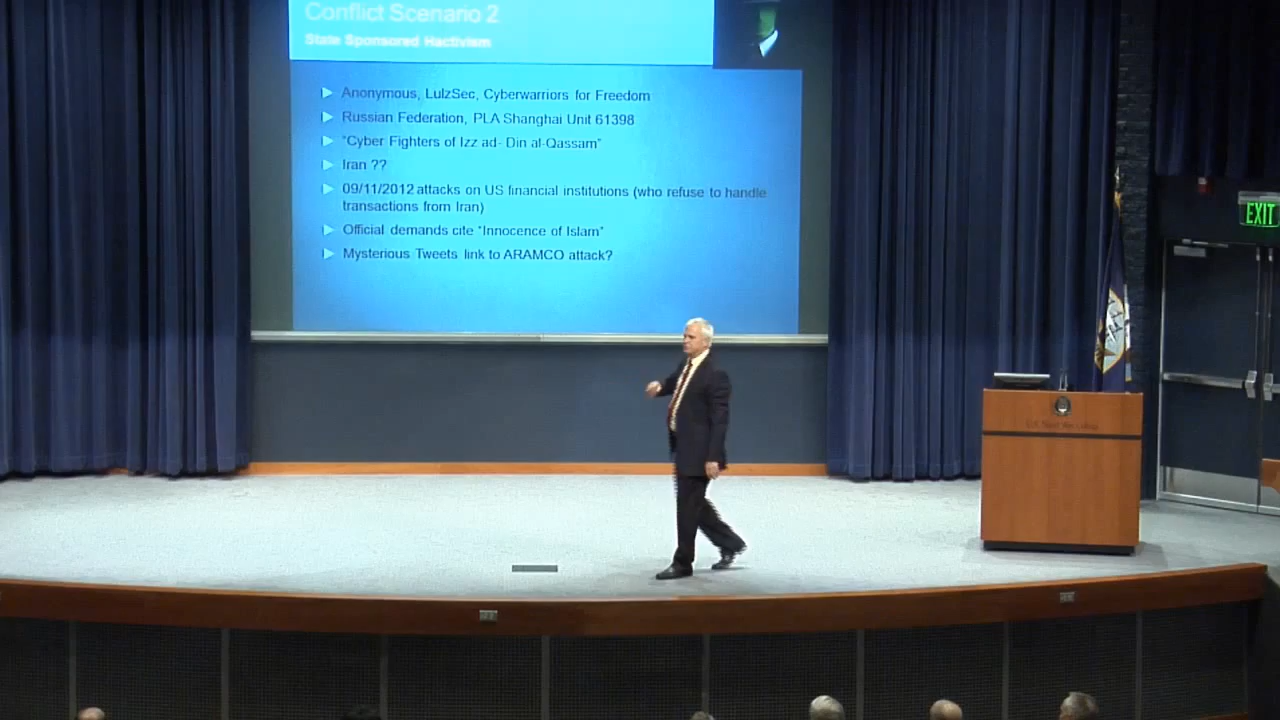 Conflict Scenario 2
State Sponsored Hactivism
Anonymous, LulzSec, Cyberwarriors for Freedom
Russian Federation, PLA Shanghai Unit 61398
"Cyber Fighters of Izz ad- Din al-Qassam"
Iran ??
09/11/2012 attacks on US financial institutions (who refuse to handle
transactions from Iran)
Official demands cite "Innocence of Islam"
Mysterious Tweets link to ARAMCO attack?
EXIT